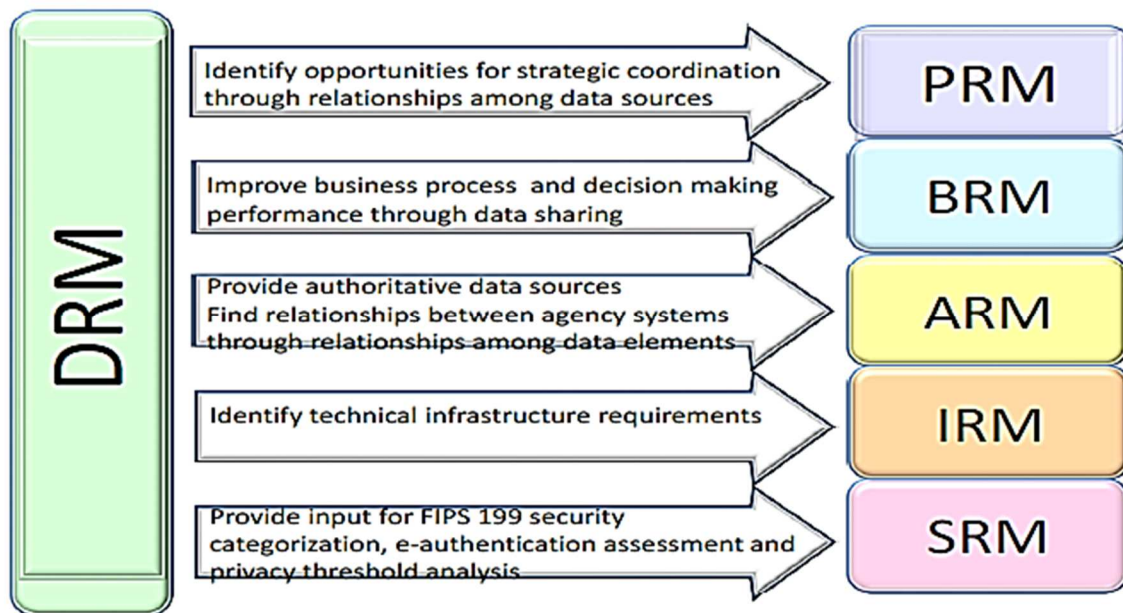 DRM
Identify opportunities for strategic coordination
through relationships among data sources
PRM
Improve business process and decision making
performance through data sharing
BRM
Provide authoritative data sources
Find relationships between agency systems
through relationships among data elements
ARM
Identify technical infrastructure requirements
IRM
Provide input for FIPS 199 security
categorization, e-authentication assessment and
privacy threshold analysis
SRM